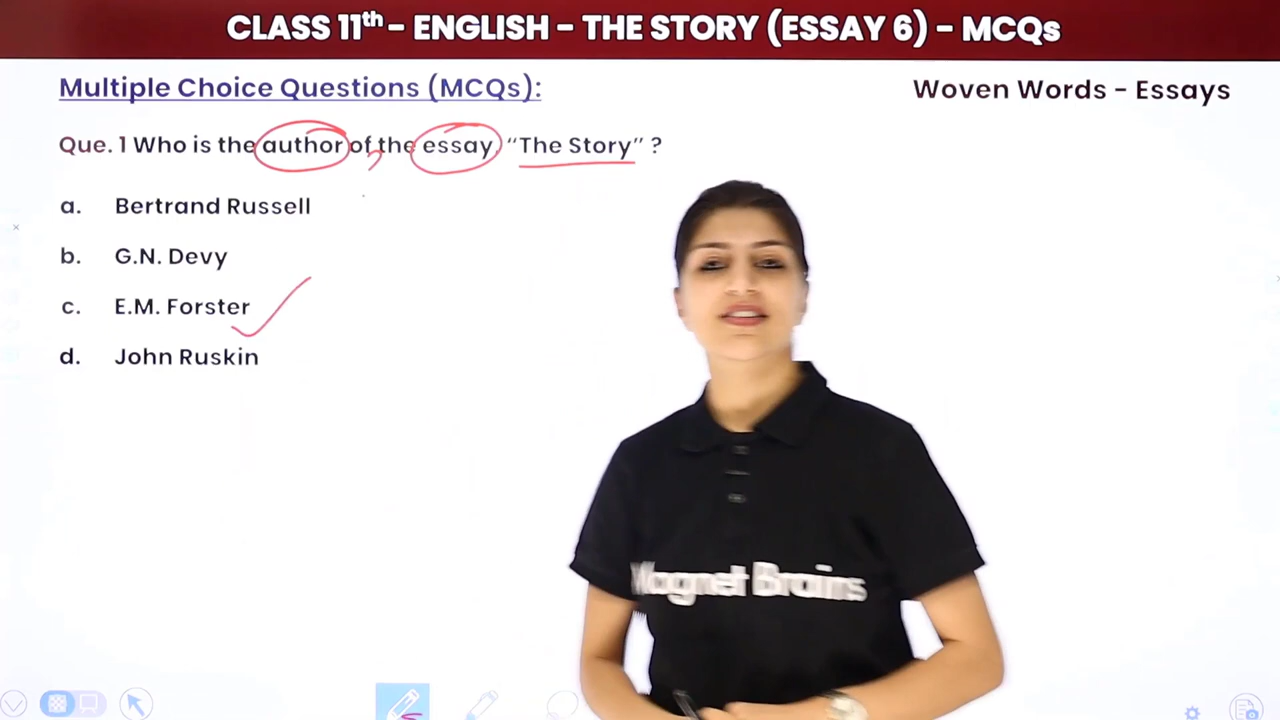 CLASS 11th - ENGLISH - THE STORY (ESSAY 6) - MCQs
Multiple Choice Questions (MCQs):
Woven Words - Essays
Que. 1 Who is the author of the essay “The Story” ?
a. Bertrand Russell
b. G.N. Devy
c. E.M. Forster
d. John Ruskin
Magnet Brains